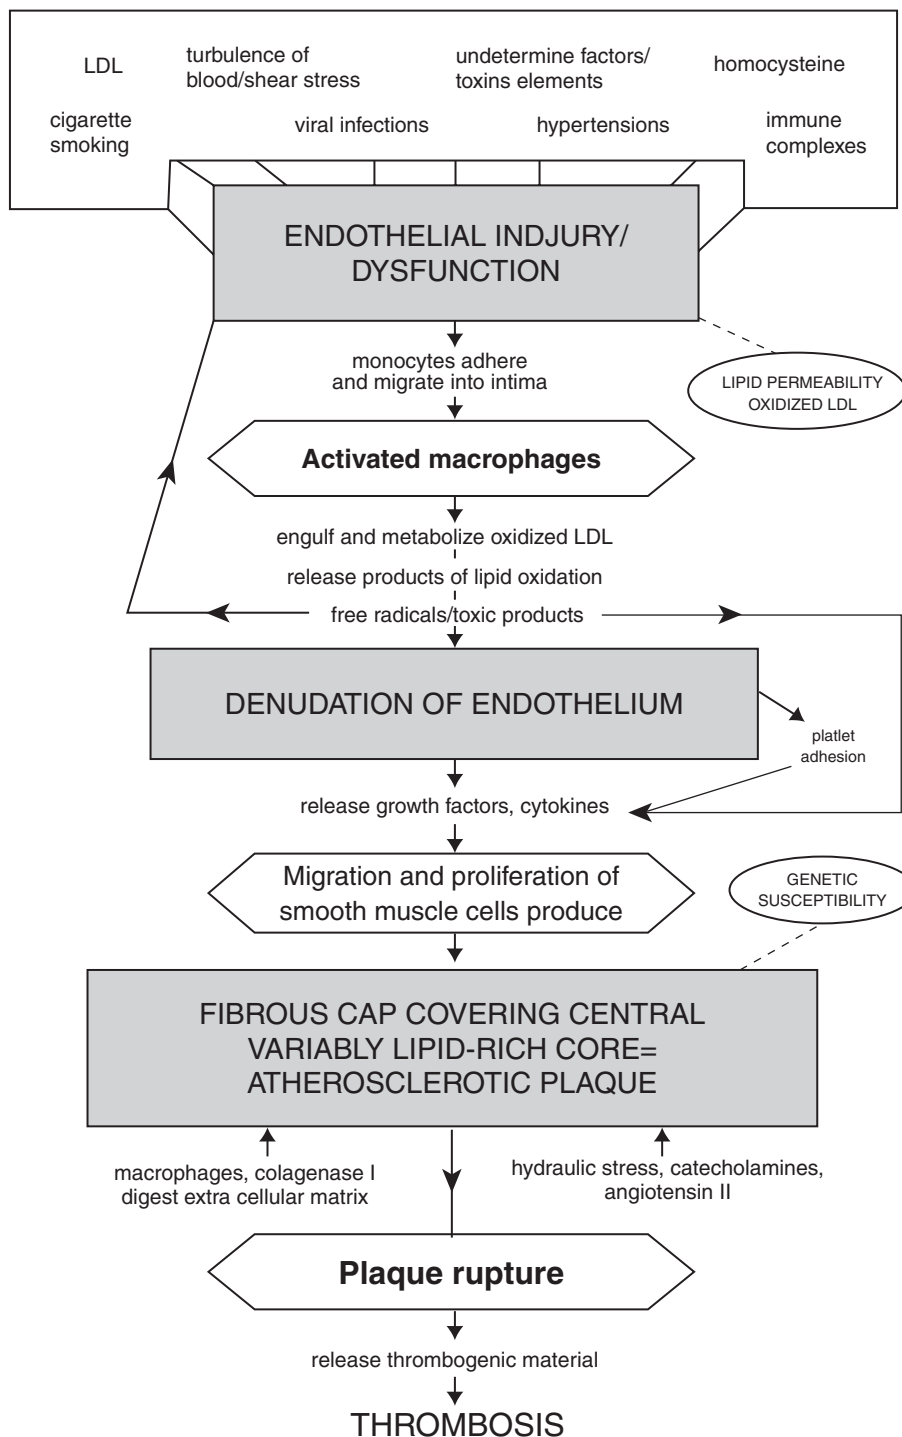 LDL
turbulence of
blood/shear stress
undetermine factors/
toxins elements
homocysteine
cigarette
smoking
viral infections
hypertensions
immune
complexes
ENDOTHELIAL INDJURY/
DYSFUNCTION
monocytes adhere
and migrate into intima
LIPID PERMEABILITY
OXIDIZED LDL
Activated macrophages
engulf and metabolize oxidized LDL
release products of lipid oxidation
free radicals/toxic products
DENUDATION OF ENDOTHELIUM
platlet
adhesion
release growth factors, cytokines
Migration and proliferation of
smooth muscle cells produce
GENETIC
SUSCEPTIBILITY
FIBROUS CAP COVERING CENTRAL
VARIABLY LIPID-RICH CORE=
ATHEROSCLEROTIC PLAQUE
macrophages, colagenase I
digest extra cellular matrix
hydraulic stress, catecholamines,
angiotensin II
Plaque rupture
release thrombogenic material
THROMBOSIS